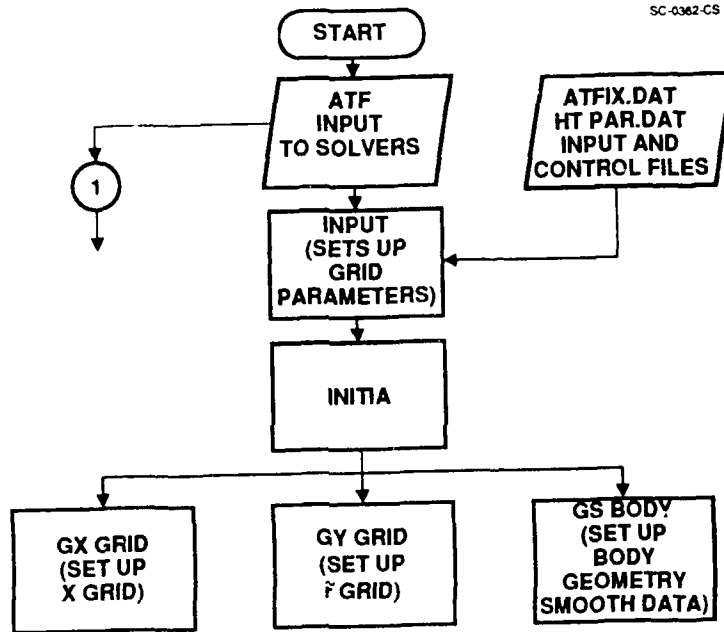 SC-0362-CS
START
ATF
INPUT
TO SOLVERS
ATFIX.DAT
HT PAR.DAT
INPUT AND
CONTROL FILES
1
INPUT
(SETS UP
GRID
PARAMETERS)
INITIA
GX GRID
(SET UP
X GRID)
GY GRID
(SET UP
r̃ GRID)
GS BODY
(SET UP
BODY
GEOMETRY
SMOOTH DATA)